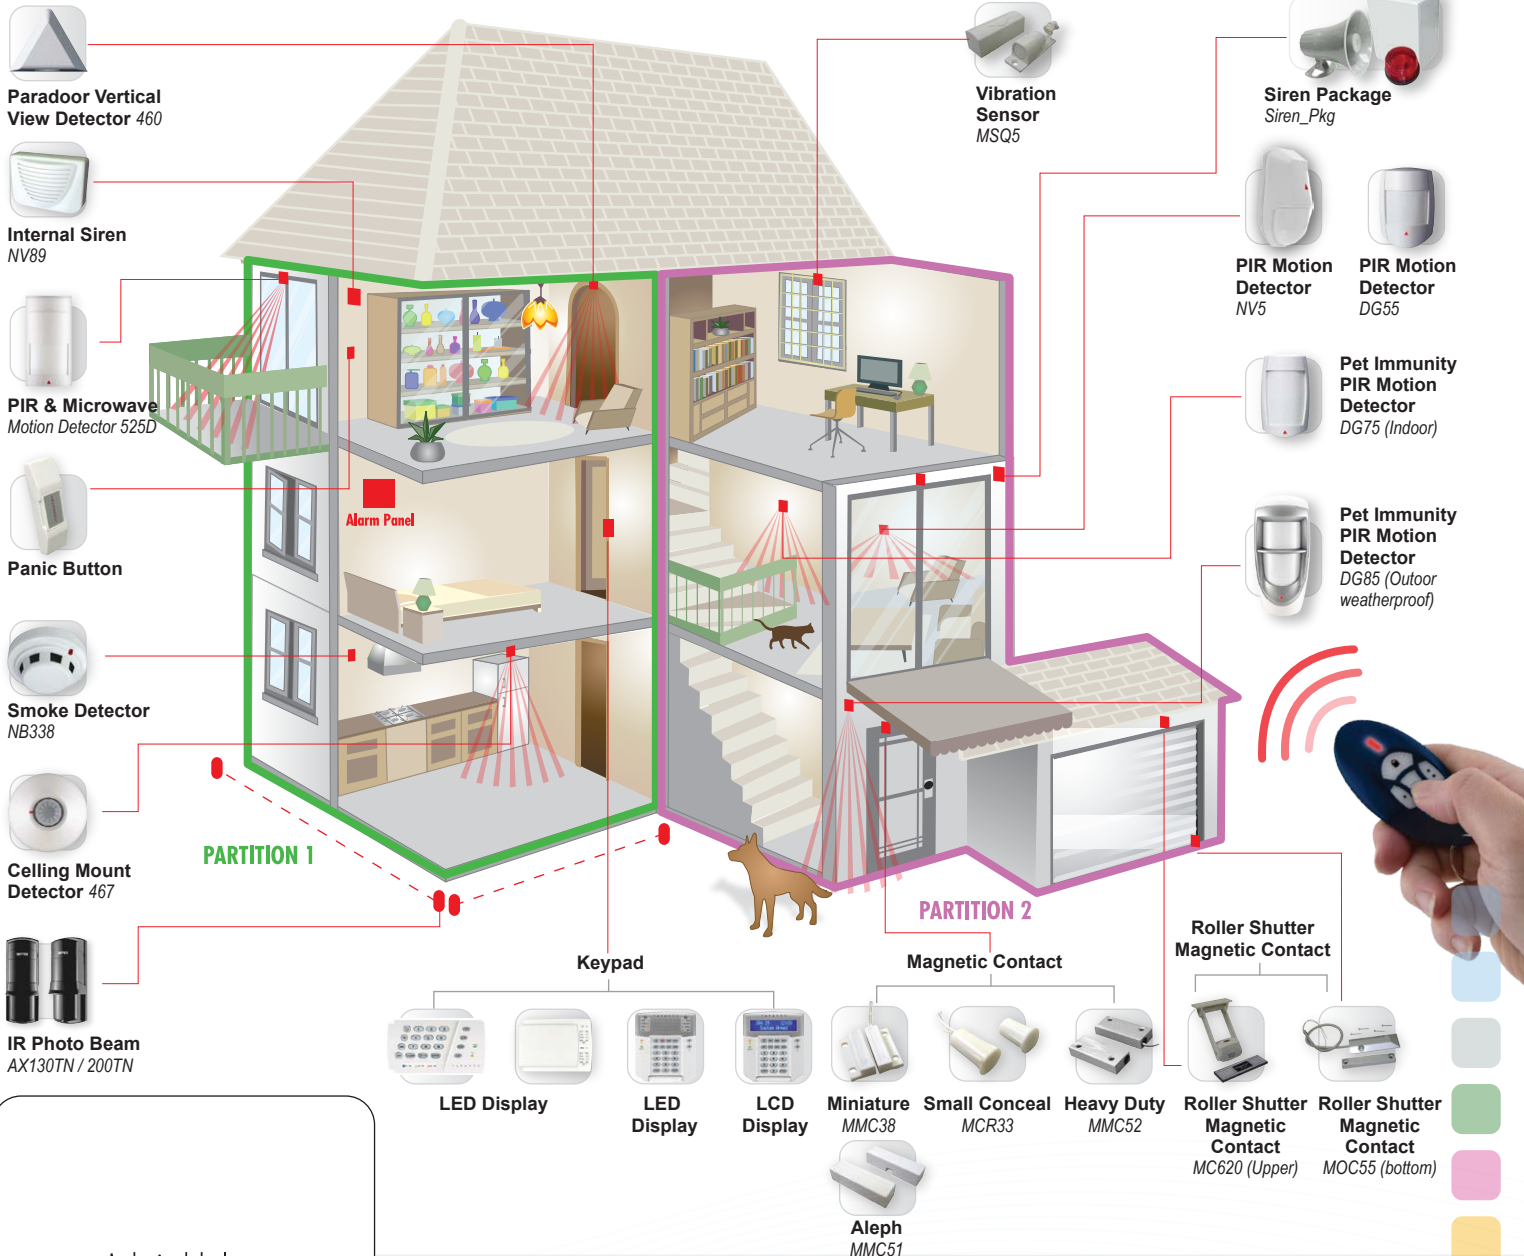 Paradoor Vertical
View Detector 460
Internal Siren
NV89
PIR & Microwave
Motion Detector 525D
Panic Button
Smoke Detector
NB338
Celling Mount
Detector 467
IR Photo Beam
AX130TN / 200TN
Vibration
Sensor
MSQ5
Siren Package
Siren_Pkg
PIR Motion
Detector
NV5
PIR Motion
Detector
DG55
Pet Immunity
PIR Motion
Detector
DG75 (Indoor)
Pet Immunity
PIR Motion
Detector
DG85 (Outoor
weatherproof)
Alarm Panel
PARTITION 1
PARTITION 2
Keypad
LED Display
LED
Display
LCD
Display
Magnetic Contact
Miniature
MMC38
Small Conceal
MCR33
Heavy Duty
MMC52
Aleph
MMC51
Roller Shutter
Magnetic Contact
Roller Shutter
Magnetic
Contact
MC620 (Upper)
Roller Shutter
Magnetic
Contact
MOC55 (bottom)